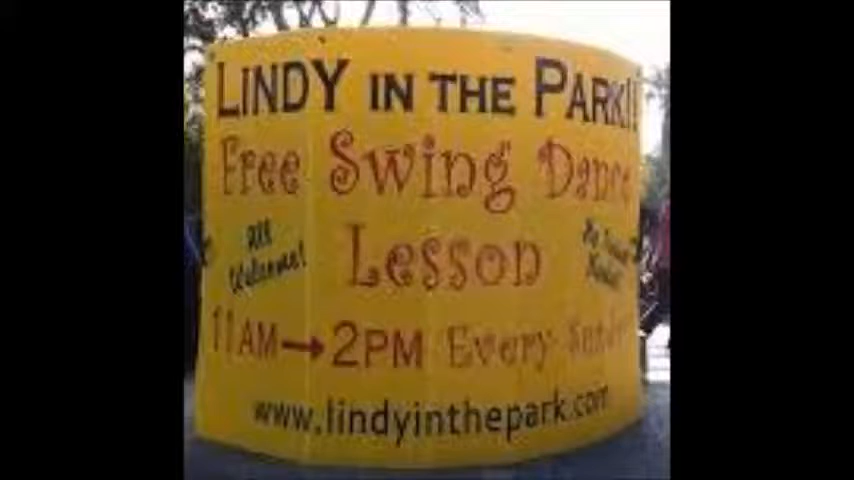 LINDY IN THE PARK!!
Free Swing Dance
All
Welcome!
Lesson
11AM→2PM Every Sunday
www.lindyinthepark.com